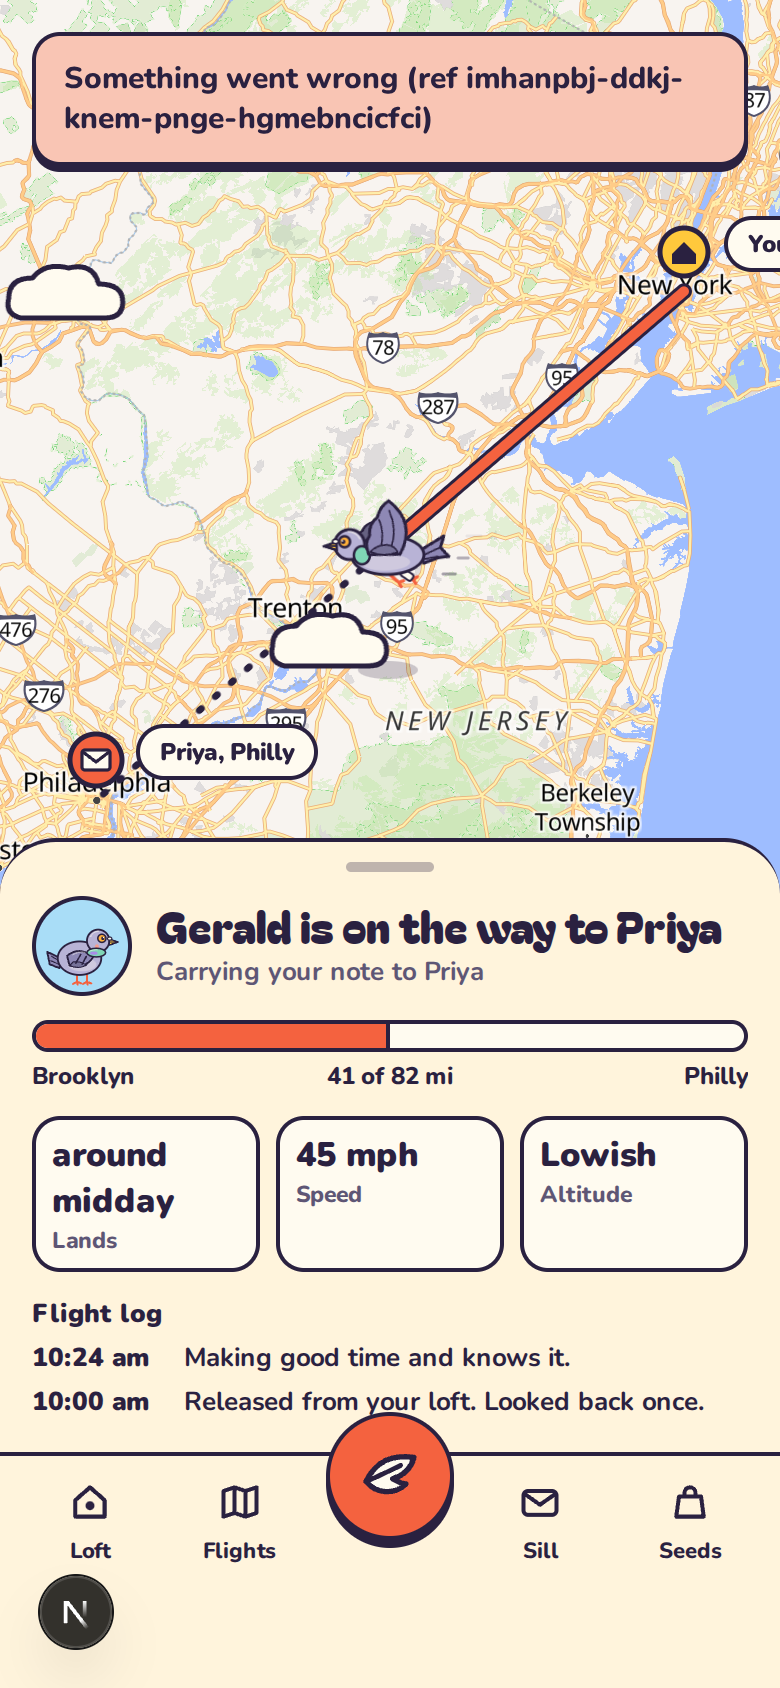 Something went wrong (ref imhanpbj-ddkj-
knem-pnge-hgmebncicfci)
87
You
New York
78
95
287
Trenton
476
95
276
295
NEW JERSEY
Priya, Philly
Philadelphia
Berkeley
Township
Gerald is on the way to Priya
Carrying your note to Priya
Brooklyn
41 of 82 mi
Philly
around
midday
Lands
45 mph
Speed
Lowish
Altitude
Flight log
10:24 am Making good time and knows it.
10:00 am Released from your loft. Looked back once.
Loft
Flights
Sill
Seeds
N